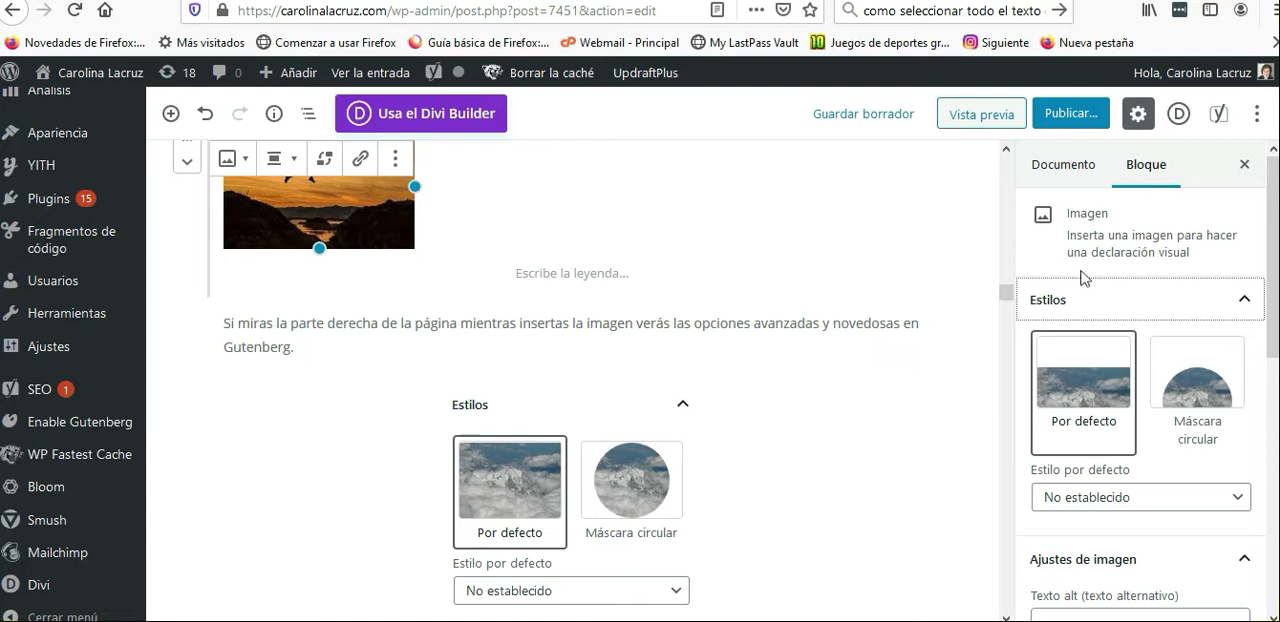 https://carolinalacruz.com/wp-admin/post.php?post=7451&action=edit
como seleccionar todo el texto
Novedades de Firefox:...
Más visitados
Comenzar a usar Firefox
Guía básica de Firefox:...
Webmail - Principal
My LastPass Vault
Juegos de deportes gr...
Siguiente
Nueva pestaña
Carolina Lacruz
18
0
Añadir
Ver la entrada
Borrar la caché
UpdraftPlus
Hola, Carolina Lacruz
Análisis
Apariencia
YITH
Plugins 15
Fragmentos de
código
Usuarios
Herramientas
Ajustes
SEO 1
Enable Gutenberg
WP Fastest Cache
Bloom
Smush
Mailchimp
Divi
Cerrar menú
Usa el Divi Builder
Guardar borrador
Vista previa
Publicar...
Escribe la leyenda...
Si miras la parte derecha de la página mientras insertas la imagen verás las opciones avanzadas y novedosas en
Gutenberg.
Estilos
Por defecto
Máscara circular
Estilo por defecto
No establecido
Documento
Bloque
Imagen
Inserta una imagen para hacer
una declaración visual
Estilos
Por defecto
Máscara
circular
Estilo por defecto
No establecido
Ajustes de imagen
Texto alt (texto alternativo)